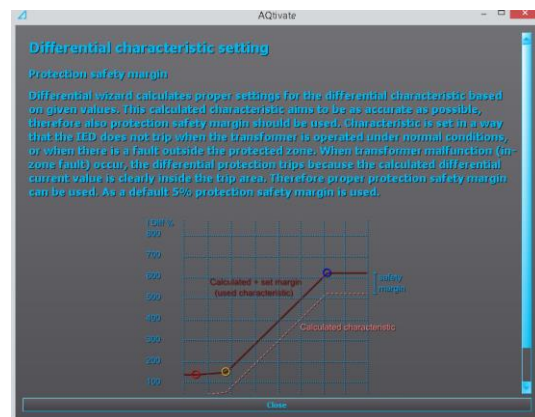 AQtivate
Differential characteristic setting
Protection safety margin
Differential wizard calculates proper settings for the differential characteristic based
on given values. This calculated characteristic aims to be as accurate as possible,
therefore also protection safety margin should be used. Characteristic is set in a way
that the IED does not trip when the transformer is operated under normal conditions,
or when there is a fault outside the protected zone. When transformer malfunction (in-
zone fault) occur, the differential protection trips because the calculated differential
current value is clearly inside the trip area. Therefore proper protection safety margin
can be used. As a default 5% protection safety margin is used.
800
700
600
Calculated + set margin
(used characteristic)
safety
margin
500
400
Calculated characteristic
300
200
100
Close